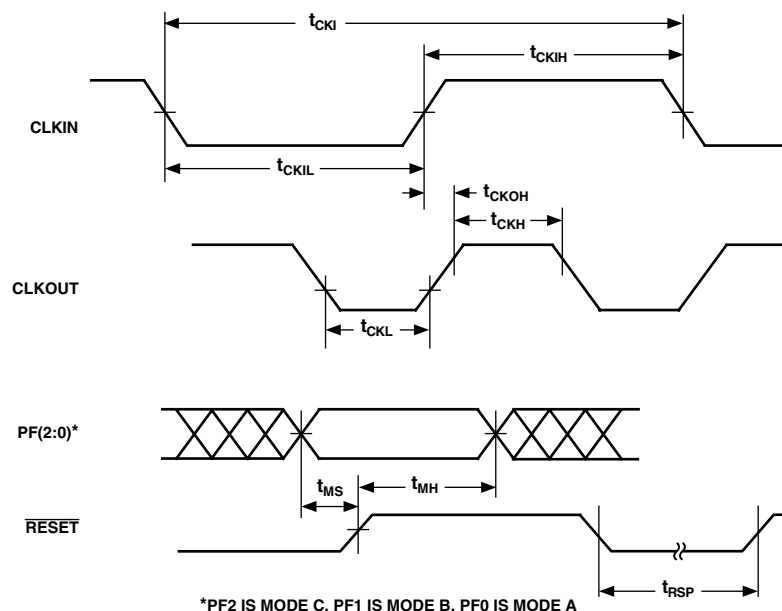 tCKI
tCKIH
CLKIN
tCKIL
tCKOH
tCKH
CLKOUT
tCKL
PF(2:0)*
tMS
tMH
RESET
tRSP
*PF2 IS MODE C, PF1 IS MODE B, PF0 IS MODE A